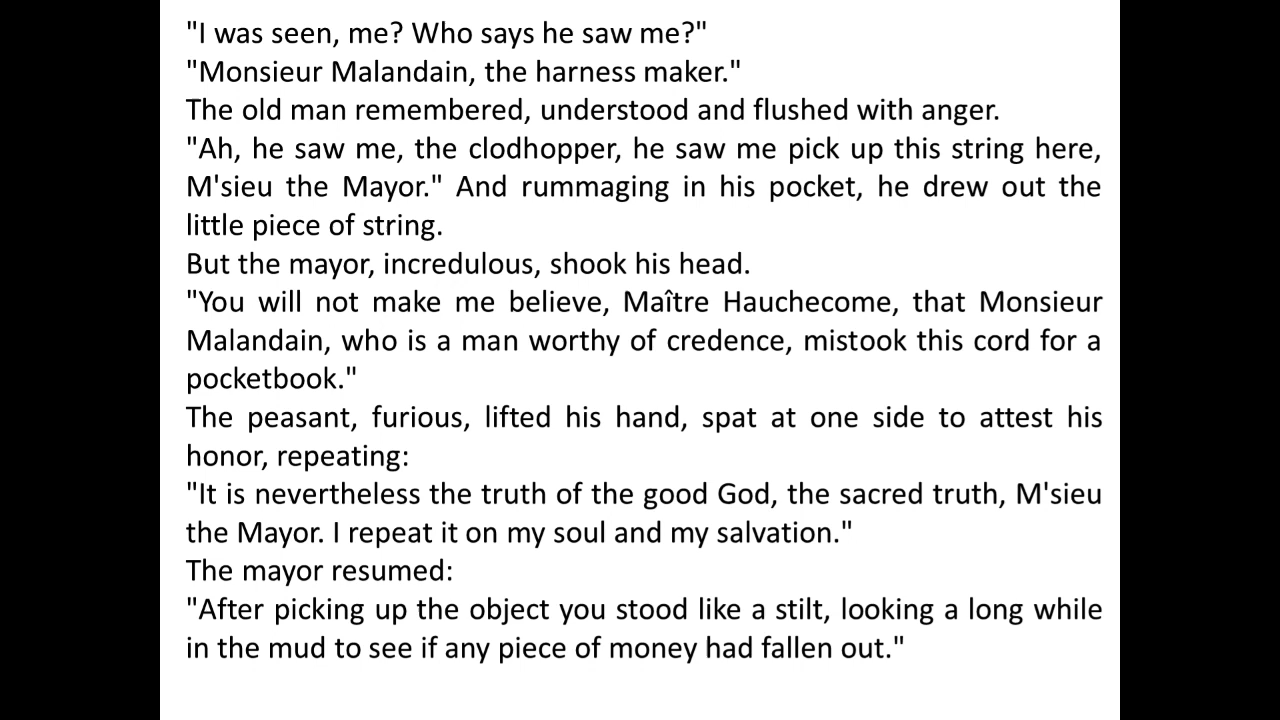 "I was seen, me? Who says he saw me?"
"Monsieur Malandain, the harness maker."
The old man remembered, understood and flushed with anger.
"Ah, he saw me, the clodhopper, he saw me pick up this string here,
M'sieu the Mayor." And rummaging in his pocket, he drew out the
little piece of string.
But the mayor, incredulous, shook his head.
"You will not make me believe, Maître Hauchecome, that Monsieur
Malandain, who is a man worthy of credence, mistook this cord for a
pocketbook."
The peasant, furious, lifted his hand, spat at one side to attest his
honor, repeating:
"It is nevertheless the truth of the good God, the sacred truth, M'sieu
the Mayor. I repeat it on my soul and my salvation."
The mayor resumed:
"After picking up the object you stood like a stilt, looking a long while
in the mud to see if any piece of money had fallen out."